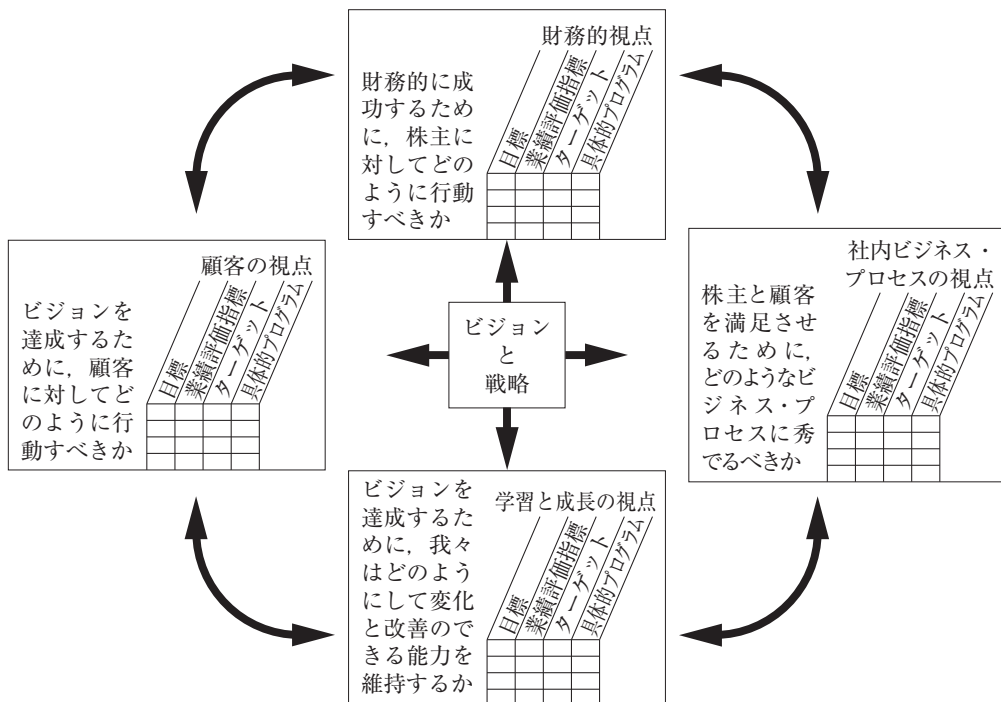 財務的視点
財務的に成
功するため
に，株主に
対してどの
ように行動
すべきか
目標
業績評価指標
ターゲット
具体的プログラム
顧客の視点
ビジョンを
達成するた
めに，顧客
に対してど
のように行
動すべきか
目標
業績評価指標
ターゲット
具体的プログラム
ビジョン
と
戦略
社内ビジネス・
プロセスの視点
株主と顧客
を満足させ
るために，
どのようなビ
ジネス・プ
ロセスに秀
でるべきか
目標
業績評価指標
ターゲット
具体的プログラム
学習と成長の視点
ビジョンを
達成するた
めに，我々
はどのよう
にして変化
と改善ので
きる能力を
維持するか
目標
業績評価指標
ターゲット
具体的プログラム